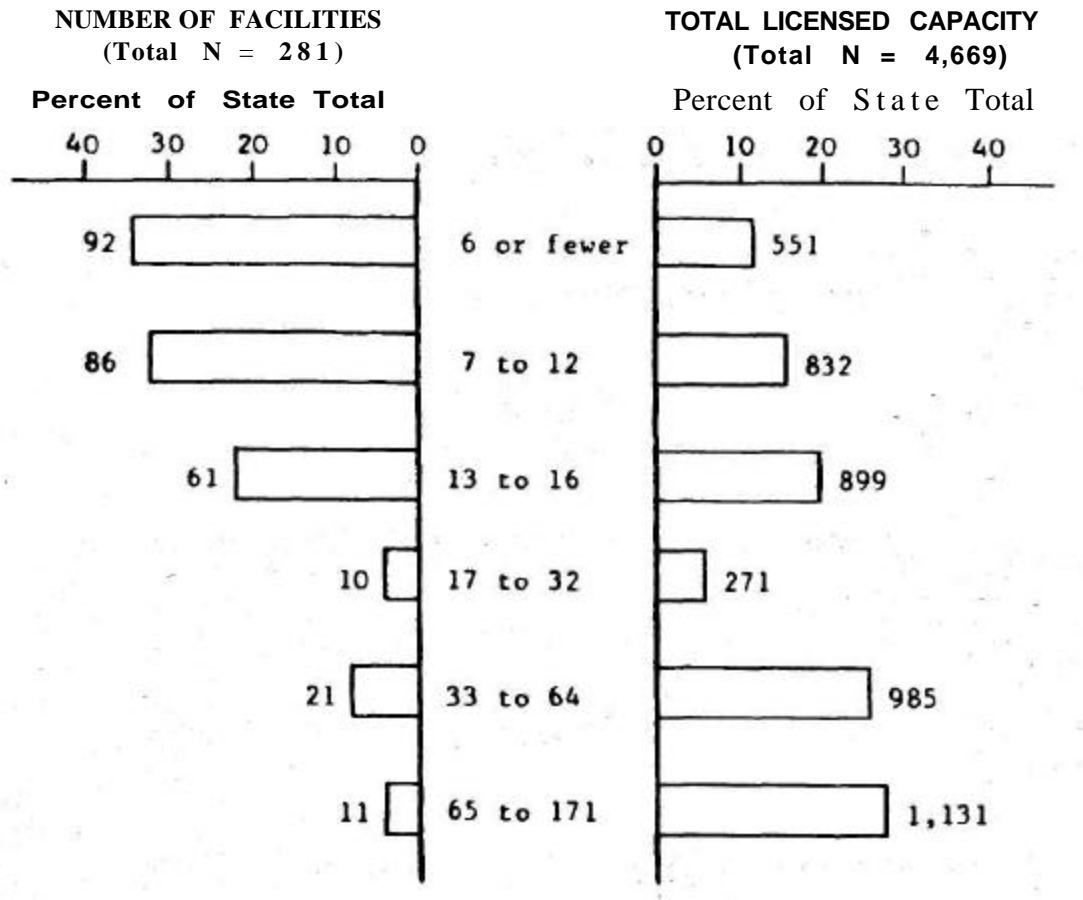 NUMBER OF FACILITIES
(Total N = 281)
Percent of State Total
40 30 20 10 0
TOTAL LICENSED CAPACITY
(Total N = 4,669)
Percent of State Total
0 10 20 30 40
92 6 or fewer 551
86 7 to 12 832
61 13 to 16 899
10 17 to 32 271
21 33 to 64 985
11 65 to 171 1,131